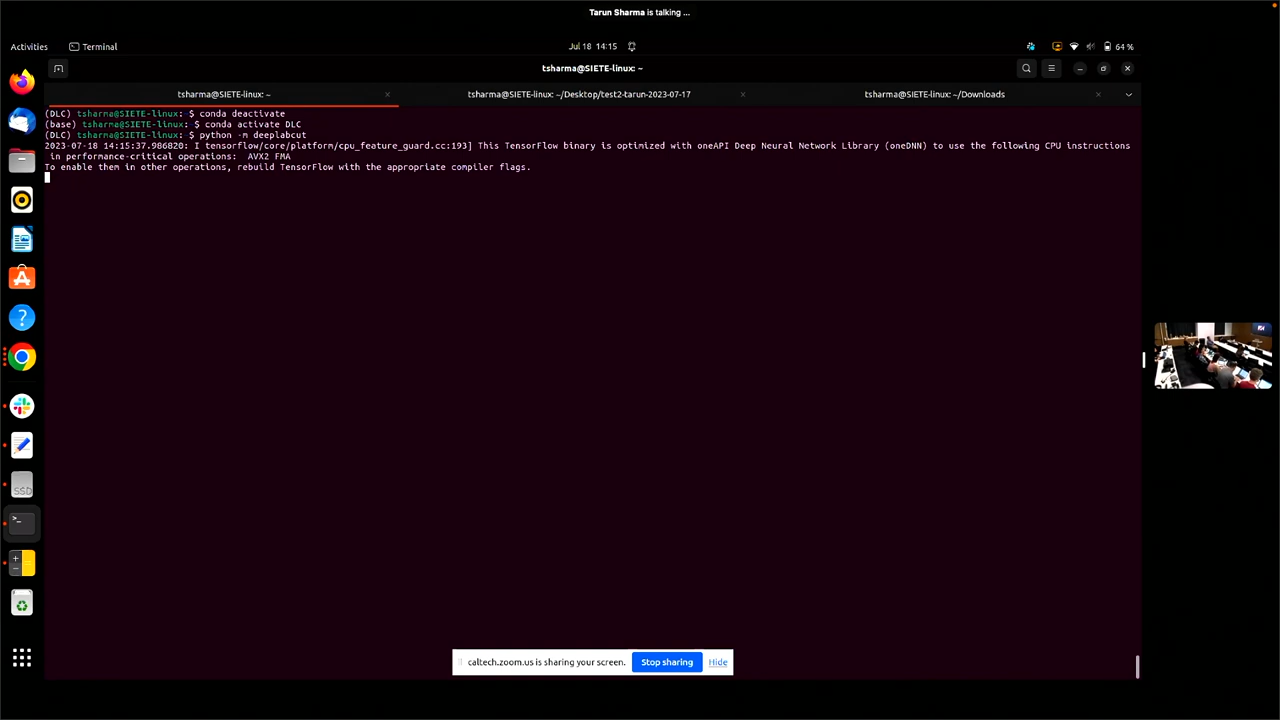 Tarun Sharma is talking ...
Activities
Terminal
Jul 18 14:15
64 %
tsharma@SIETE-linux: ~
tsharma@SIETE-linux: ~
tsharma@SIETE-linux: ~/Desktop/test2-tarun-2023-07-17
tsharma@SIETE-linux: ~/Downloads
(DLC) tsharma@SIETE-linux:~$ conda deactivate
(base) tsharma@SIETE-linux:~$ conda activate DLC
(DLC) tsharma@SIETE-linux:~$ python -m deeplabcut
2023-07-18 14:15:37.986820: I tensorflow/core/platform/cpu_feature_guard.cc:193] This TensorFlow binary is optimized with oneAPI Deep Neural Network Library (oneDNN) to use the following CPU instructions
in performance-critical operations:  AVX2 FMA
To enable them in other operations, rebuild TensorFlow with the appropriate compiler flags.
SSD
caltech.zoom.us is sharing your screen.
Stop sharing
Hide